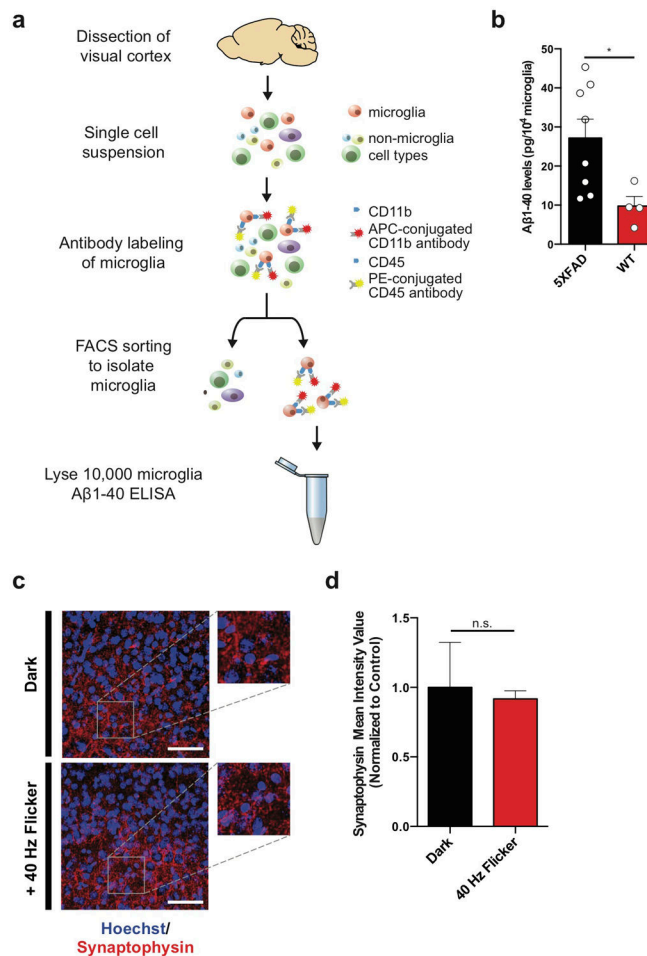 a
Dissection of
visual cortex
Single cell
suspension
microglia
non-microglia
cell types
Antibody labeling
of microglia
CD11b
APC-conjugated
CD11b antibody
CD45
PE-conjugated
CD45 antibody
FACS sorting
to isolate
microglia
Lyse 10,000 microglia
Aβ1-40 ELISA
b
Aβ1-40 levels (pg/10⁴ microglia)
50
40
30
20
10
0
*
5XFAD
WT
c
Dark
+ 40 Hz Flicker
Hoechst/
Synaptophysin
d
Synaptophysin Mean Intensity Value
(Normalized to Control)
1.5
1.0
0.5
0.0
n.s.
Dark
40 Hz Flicker